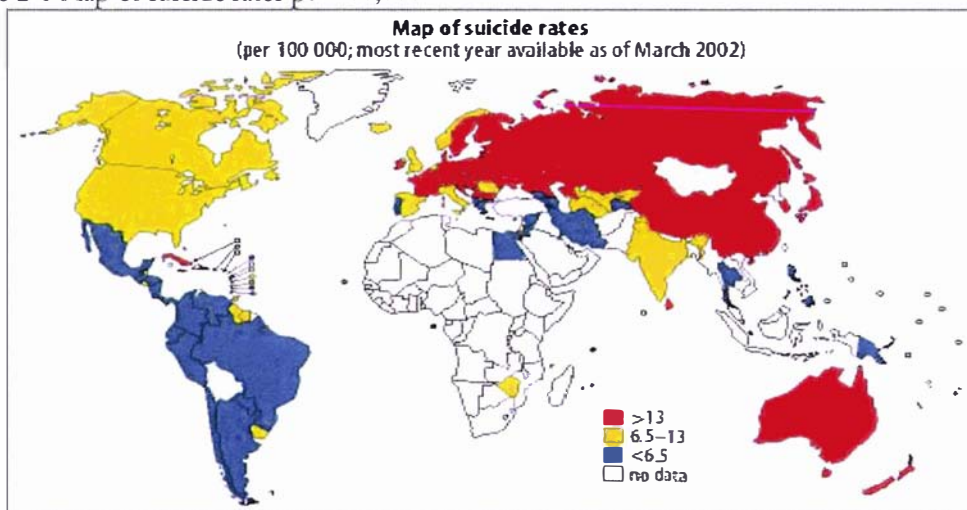 Map of suicide rates
(per 100 000; most recent year available as of March 2002)
>13
6.5–13
<6.5
no data